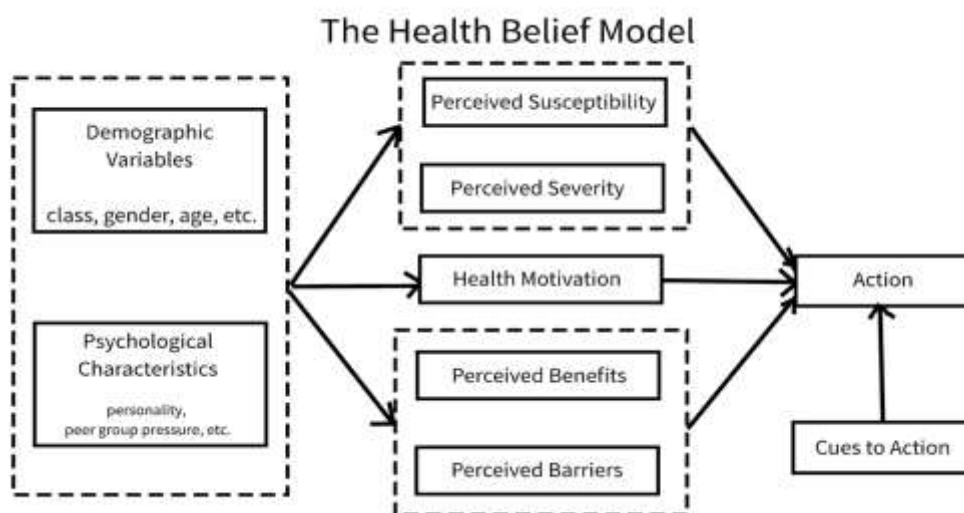 The Health Belief Model
Demographic
Variables
class, gender, age, etc.
Psychological
Characteristics
personality,
peer group pressure, etc.
Perceived Susceptibility
Perceived Severity
Health Motivation
Perceived Benefits
Perceived Barriers
Action
Cues to Action